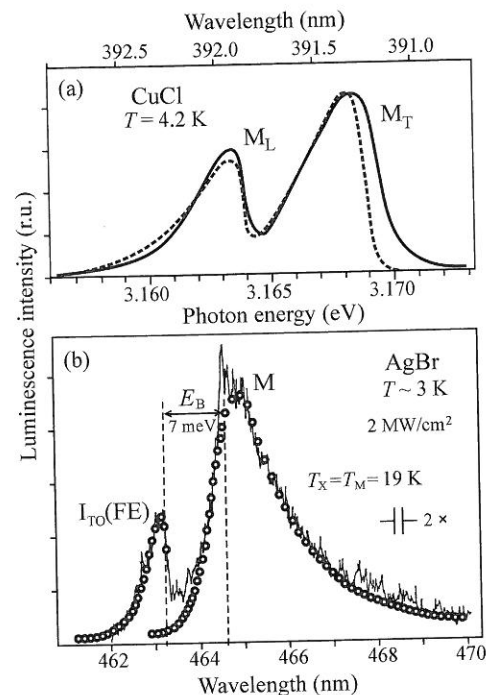 Wavelength (nm)
392.5 392.0 391.5 391.0
(a)
CuCl
T = 4.2 K
M_L
M_T
3.160 3.165 3.170
Photon energy (eV)
Luminescence intensity (r.u.)
(b)
AgBr
T ~ 3 K
2 MW/cm²
M
E_B
7 meV
T_X = T_M = 19 K
2 ×
I_TO(FE)
462 463 464 466 468 470
Wavelength (nm)